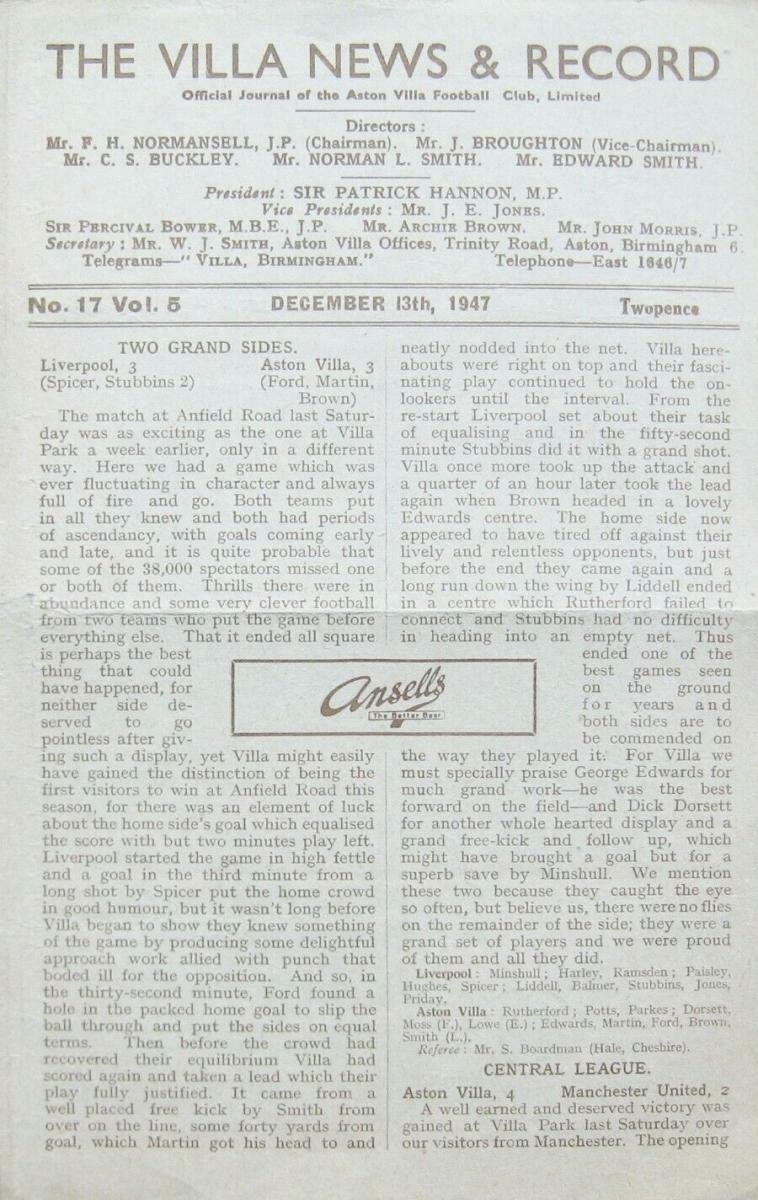 THE VILLA NEWS & RECORD
Official Journal of the Aston Villa Football Club, Limited
Directors :
Mr. F. H. NORMANSELL, J.P. (Chairman). Mr. J. BROUGHTON (Vice-Chairman).
Mr. C. S. BUCKLEY. Mr. NORMAN L. SMITH. Mr. EDWARD SMITH.
President : SIR PATRICK HANNON, M.P.
Vice Presidents : MR. J. E. JONES.
SIR PERCIVAL BOWER, M.B.E., J.P. MR. ARCHIE BROWN. MR. JOHN MORRIS, J.P.
Secretary : MR. W. J. SMITH, Aston Villa Offices, Trinity Road, Aston, Birmingham 6.
Telegrams—" VILLA, BIRMINGHAM." Telephone—East 1646/7
No. 17 Vol. 5 DECEMBER 13th, 1947 Twopence
TWO GRAND SIDES.
Liverpool, 3 Aston Villa, 3
(Spicer, Stubbins 2) (Ford, Martin,
Brown)
The match at Anfield Road last Satur-
day was as exciting as the one at Villa
Park a week earlier, only in a different
way. Here we had a game which was
ever fluctuating in character and always
full of fire and go. Both teams put
in all they knew and both had periods
of ascendancy, with goals coming early
and late, and it is quite probable that
some of the 38,000 spectators missed one
or both of them. Thrills there were in
abundance and some very clever football
from two teams who put the game before
everything else. That it ended all square
is perhaps the best
thing that could
have happened, for
neither side de-
served to go
pointless after giv-
ing such a display, yet Villa might easily
have gained the distinction of being the
first visitors to win at Anfield Road this
season, for there was an element of luck
about the home side's goal which equalised
the score with but two minutes play left.
Liverpool started the game in high fettle
and a goal in the third minute from a
long shot by Spicer put the home crowd
in good humour, but it wasn't long before
Villa began to show they knew something
of the game by producing some delightful
approach work allied with punch that
boded ill for the opposition. And so, in
the thirty-second minute, Ford found a
hole in the packed home goal to slip the
ball through and put the sides on equal
terms. Then before the crowd had
recovered their equilibrium Villa had
scored again and taken a lead which their
play fully justified. It came from a
well placed free kick by Smith from
over on the line, some forty yards from
goal, which Martin got his head to and
Ansells
The Better Beer
neatly nodded into the net. Villa here-
abouts were right on top and their fasci-
nating play continued to hold the on-
lookers until the interval. From the
re-start Liverpool set about their task
of equalising and in the fifty-second
minute Stubbins did it with a grand shot.
Villa once more took up the attack and
a quarter of an hour later took the lead
again when Brown headed in a lovely
Edwards centre. The home side now
appeared to have tired off against their
lively and relentless opponents, but just
before the end they came again and a
long run down the wing by Liddell ended
in a centre which Rutherford failed to
connect and Stubbins had no difficulty
in heading into an empty net. Thus
ended one of the
best games seen
on the ground
for years and
both sides are to
be commended on
the way they played it. For Villa we
must specially praise George Edwards for
much grand work—he was the best
forward on the field—and Dick Dorsett
for another whole hearted display and a
grand free-kick and follow up, which
might have brought a goal but for a
superb save by Minshull. We mention
these two because they caught the eye
so often, but believe us, there were no flies
on the remainder of the side; they were a
grand set of players and we were proud
of them and all they did.
Liverpool : Minshull ; Harley, Ramsden ; Paisley,
Hughes, Spicer ; Liddell, Balmer, Stubbins, Jones,
Priday.
Aston Villa : Rutherford ; Potts, Parkes ; Dorsett,
Moss (F.), Lowe (E.) ; Edwards, Martin, Ford, Brown,
Smith (L.).
Referee : Mr. S. Boardman (Hale, Cheshire).
CENTRAL LEAGUE.
Aston Villa, 4 Manchester United, 2
A well earned and deserved victory was
gained at Villa Park last Saturday over
our visitors from Manchester. The opening